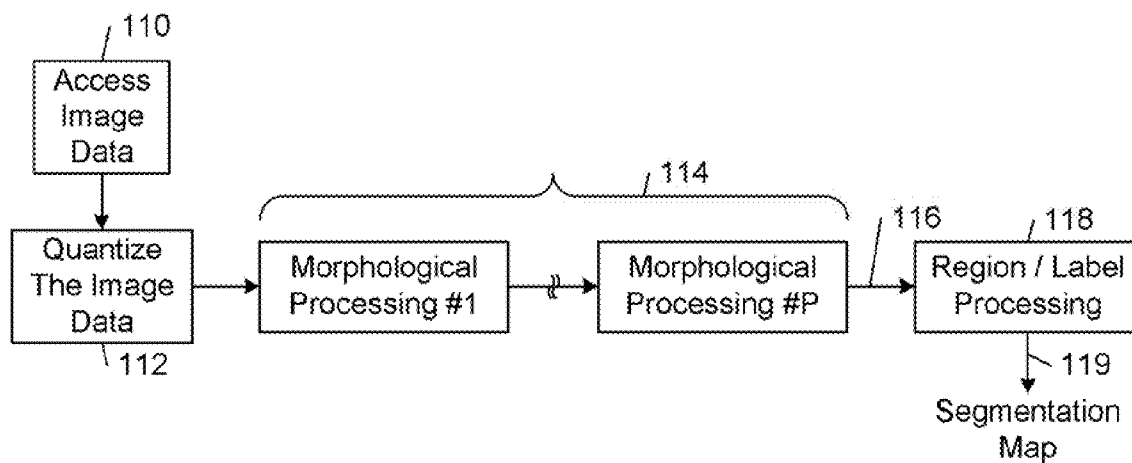 110
Access
Image
Data
Quantize
The Image
Data
112
114
Morphological
Processing #1
Morphological
Processing #P
116
118
Region / Label
Processing
119
Segmentation
Map